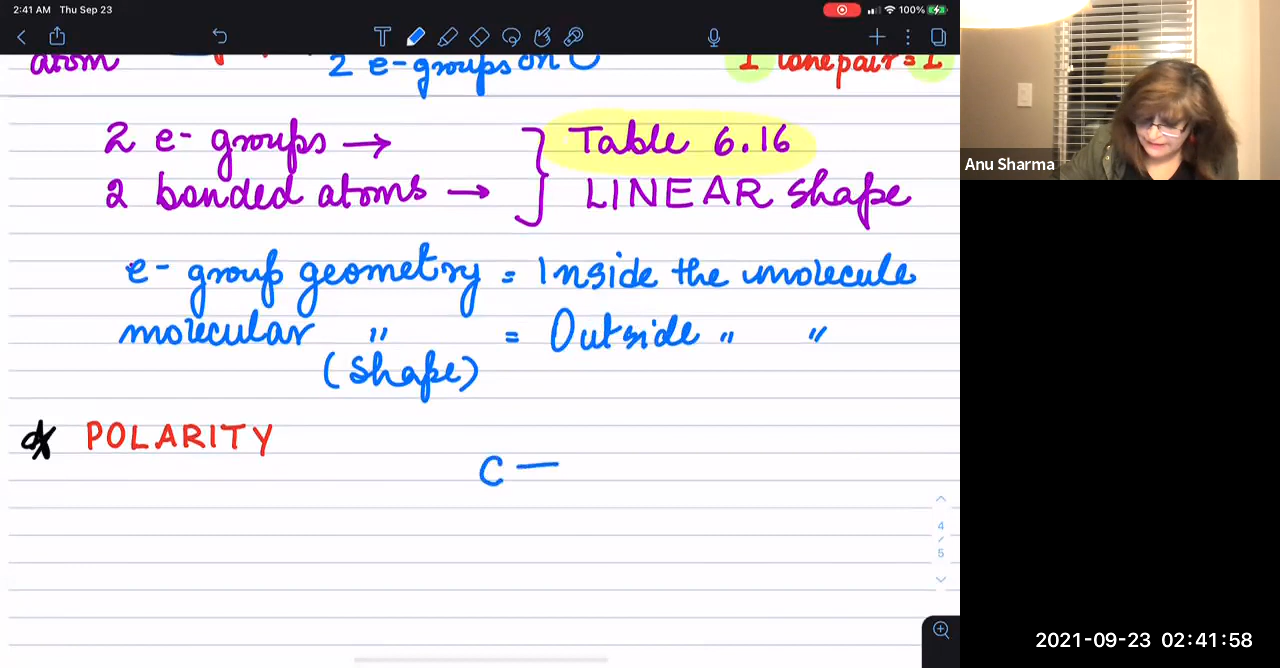 2:41 AM Thu Sep 23
100%
T
atom
2 e-groups on C
1 lone pair = 1
2 e- groups →
Table 6.16
2 bonded atoms →
LINEAR shape
e- group geometry = Inside the molecule
molecular " = Outside " "
(shape)
POLARITY
C —
4
/
5
Anu Sharma
2021-09-23 02:41:58